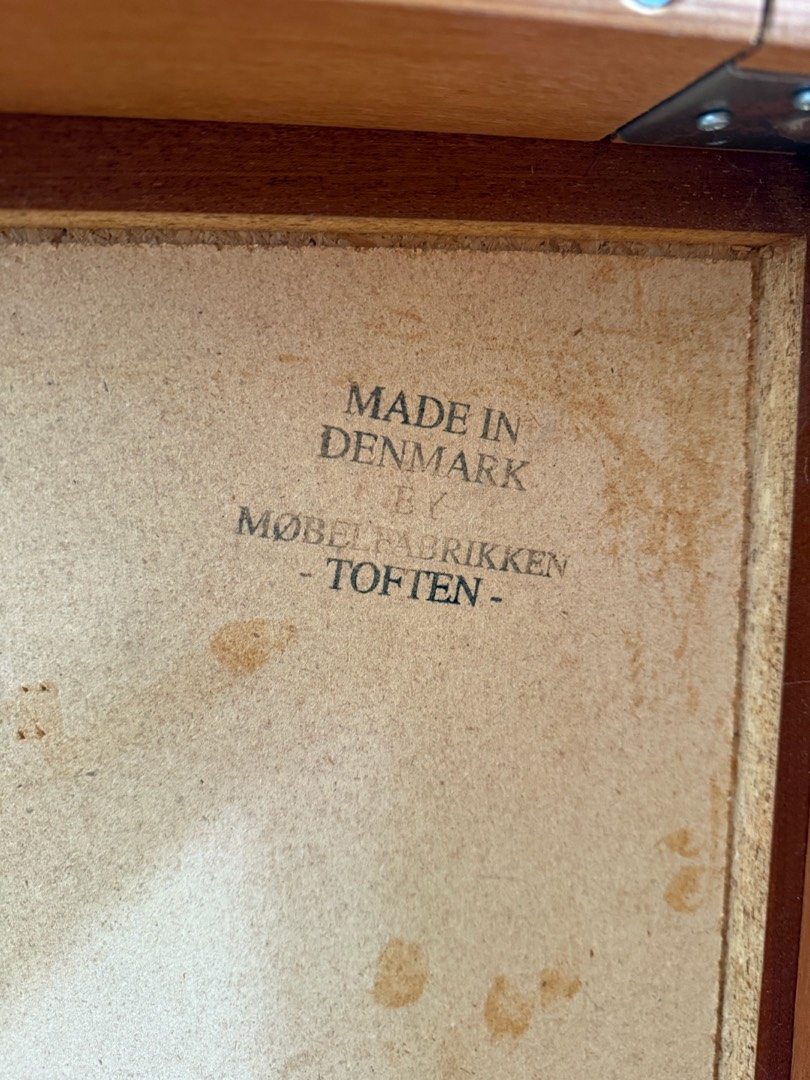 MADE IN
DENMARK
BY
MØBELFABRIKKEN
- TOFTEN -